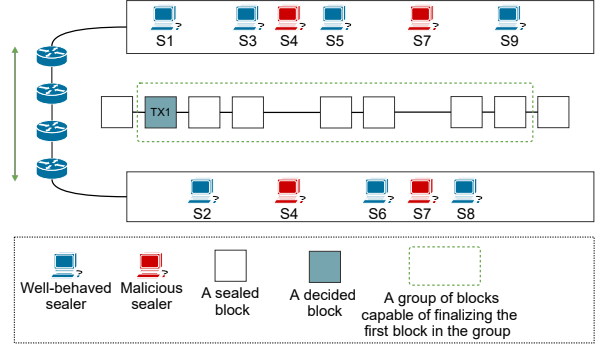 S1 S3 S4 S5 S7 S9
TX1
S2 S4 S6 S7 S8
Well-behaved
sealer
Malicious
sealer
A sealed
block
A decided
block
A group of blocks
capable of finalizing the
first block in the group